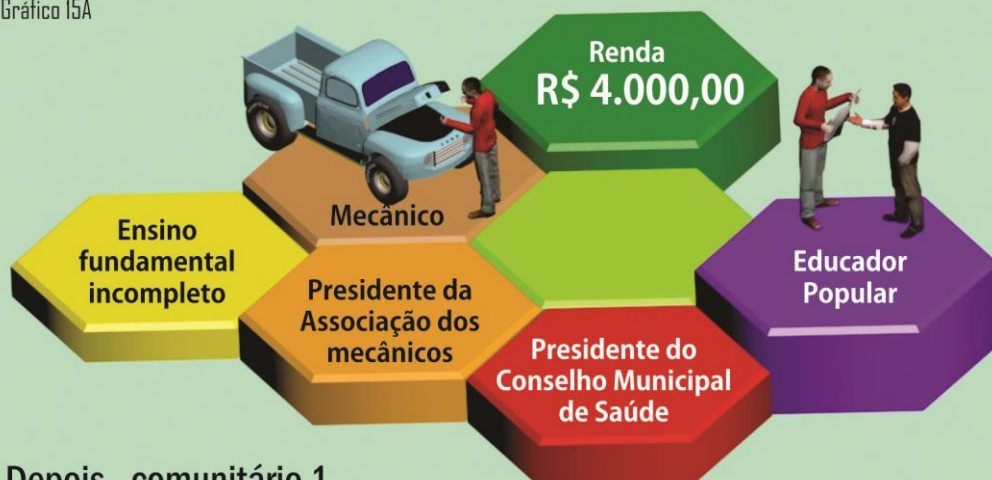 Gráfico 15A
Renda
R$ 4.000,00
Mecânico
Ensino
fundamental
incompleto
Presidente da
Associação dos
mecânicos
Educador
Popular
Presidente do
Conselho Municipal
de Saúde
Depois - comunitário 1